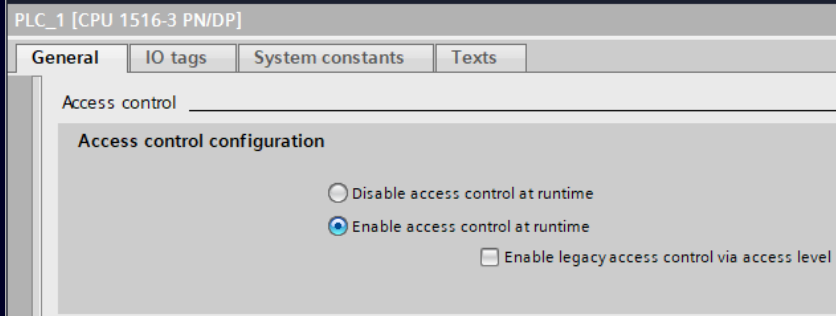 PLC_1 [CPU 1516-3 PN/DP]
General IO tags System constants Texts
Access control
Access control configuration
Disable access control at runtime
Enable access control at runtime
Enable legacy access control via access level